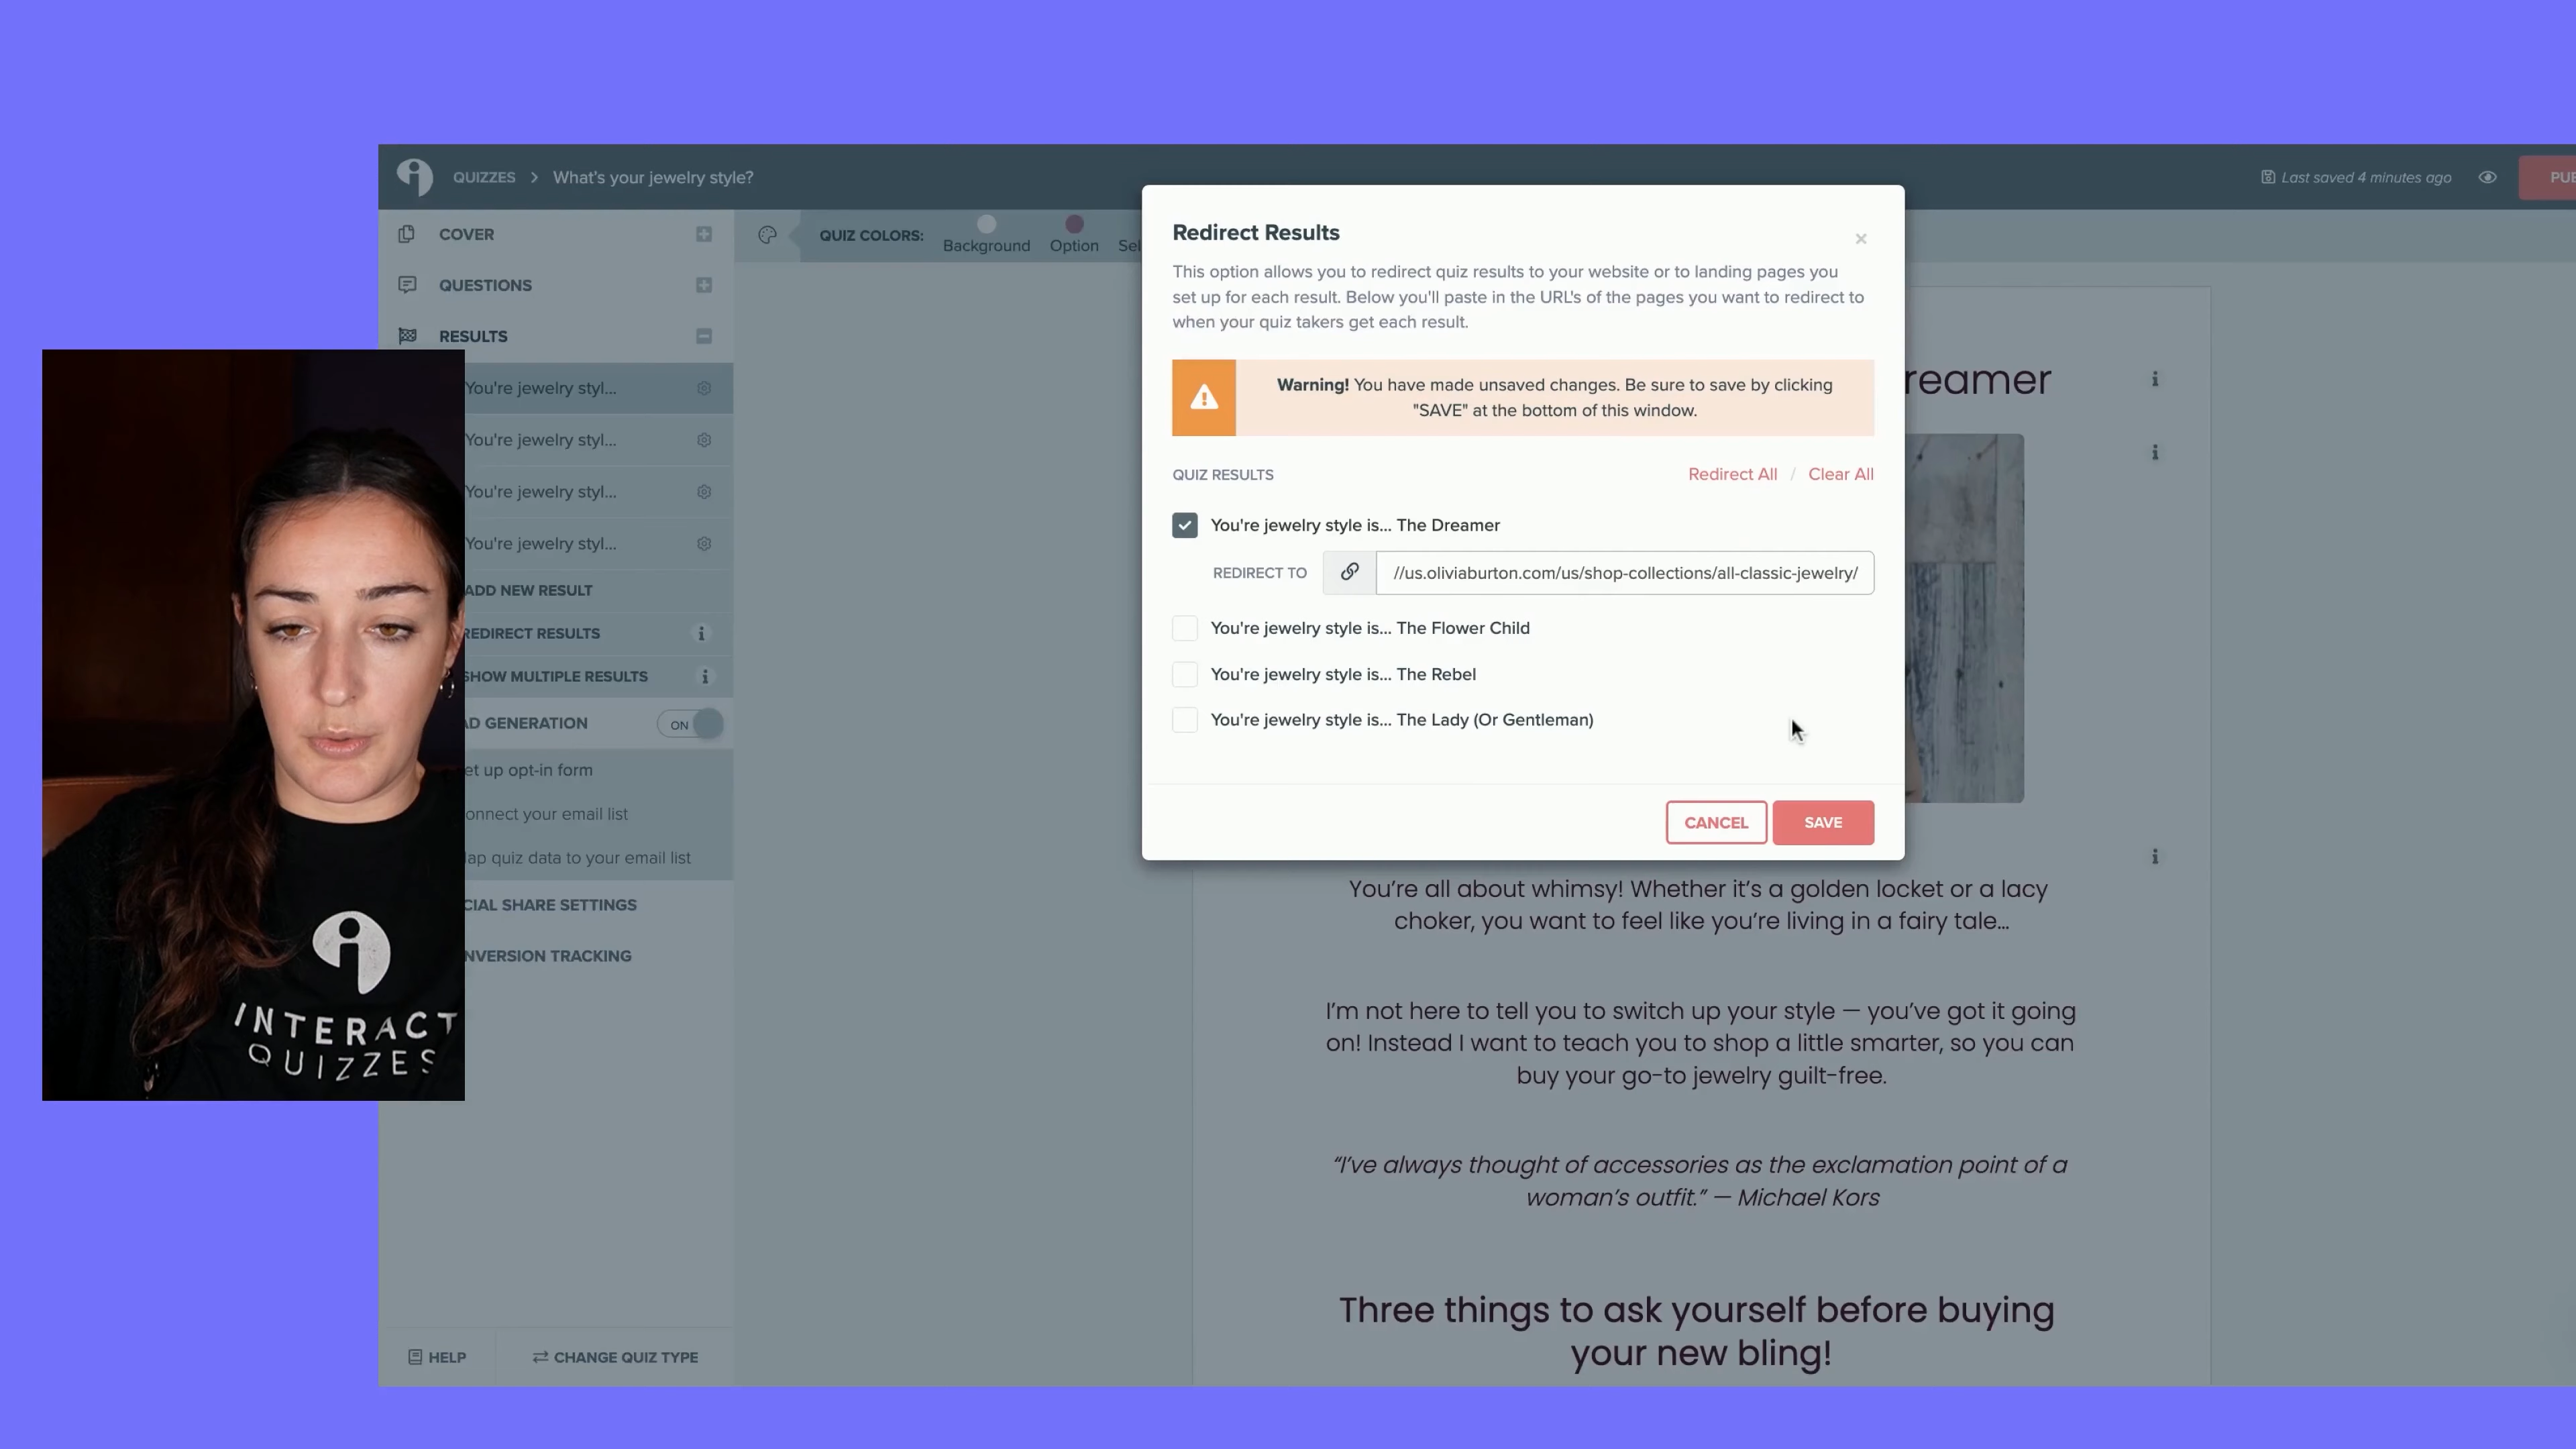 QUIZZES > What's your jewelry style?
Last saved 4 minutes ago
COVER
QUESTIONS
RESULTS
You're jewelry styl...
You're jewelry styl...
You're jewelry styl...
You're jewelry styl...
ADD NEW RESULT
REDIRECT RESULTS
SHOW MULTIPLE RESULTS
GENERATION
ON
up opt-in form
your email list
quiz data to your email list
SHARE SETTINGS
TRACKING
HELP
CHANGE QUIZ TYPE
INTERACT
QUIZZES
QUIZ COLORS:
Background
Option
Redirect Results
This option allows you to redirect quiz results to your website or to landing pages you
set up for each result. Below you'll paste in the URL's of the pages you want to redirect to
when your quiz takers get each result.
Warning! You have made unsaved changes. Be sure to save by clicking
"SAVE" at the bottom of this window.
QUIZ RESULTS
Redirect All / Clear All
You're jewelry style is... The Dreamer
REDIRECT TO
//us.oliviaburton.com/us/shop-collections/all-classic-jewelry/
You're jewelry style is... The Flower Child
You're jewelry style is... The Rebel
You're jewelry style is... The Lady (Or Gentleman)
CANCEL
SAVE
reamer
You're all about whimsy! Whether it's a golden locket or a lacy
choker, you want to feel like you're living in a fairy tale...
I'm not here to tell you to switch up your style — you've got it going
on! Instead I want to teach you to shop a little smarter, so you can
buy your go-to jewelry guilt-free.
“I've always thought of accessories as the exclamation point of a
woman's outfit.” — Michael Kors
Three things to ask yourself before buying
your new bling!